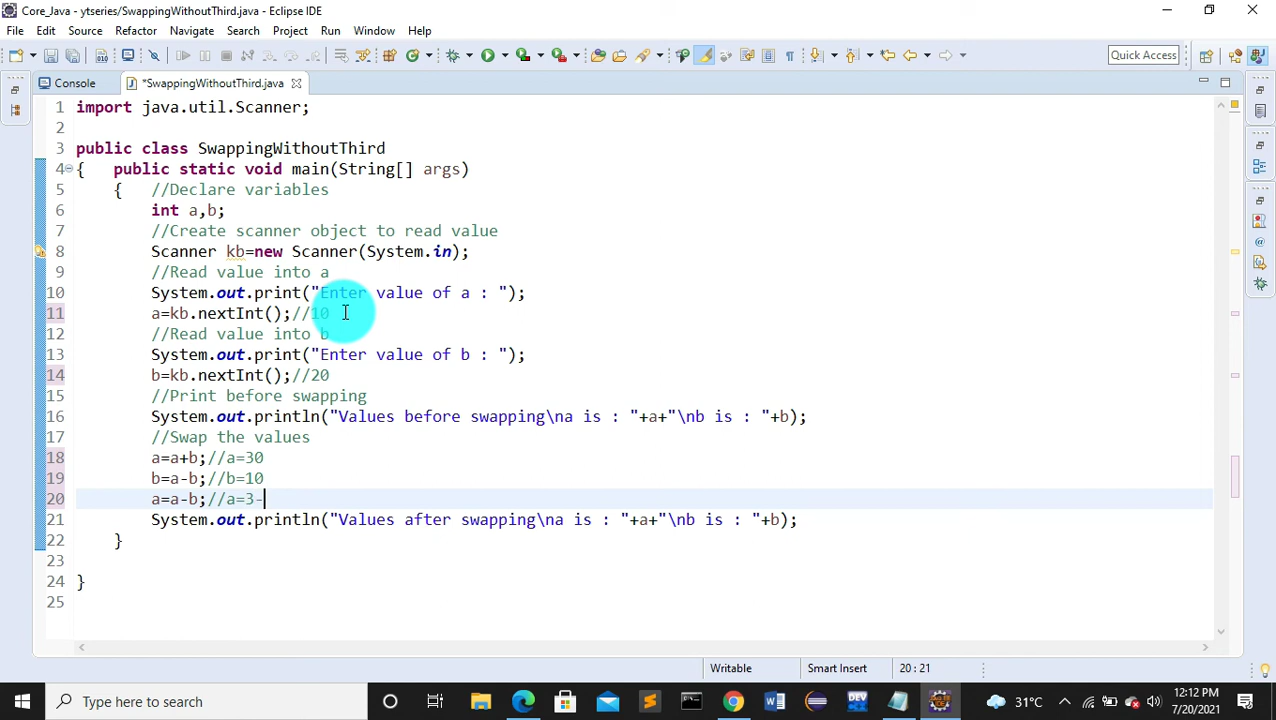 Core_Java - ytseries/SwappingWithoutThird.java - Eclipse IDE
File Edit Source Refactor Navigate Search Project Run Window Help
Quick Access
Console *SwappingWithoutThird.java
1 import java.util.Scanner;
2
3 public class SwappingWithoutThird
4 { public static void main(String[] args)
5 { //Declare variables
6 int a,b;
7 //Create scanner object to read value
8 Scanner kb=new Scanner(System.in);
9 //Read value into a
10 System.out.print("Enter value of a : ");
11 a=kb.nextInt();//10
12 //Read value into b
13 System.out.print("Enter value of b : ");
14 b=kb.nextInt();//20
15 //Print before swapping
16 System.out.println("Values before swapping\na is : "+a+"\nb is : "+b);
17 //Swap the values
18 a=a+b;//a=30
19 b=a-b;//b=10
20 a=a-b;//a=3-
21 System.out.println("Values after swapping\na is : "+a+"\nb is : "+b);
22 }
23
24 }
25
Writable Smart Insert 20 : 21
Type here to search
31°C
12:12 PM
7/20/2021